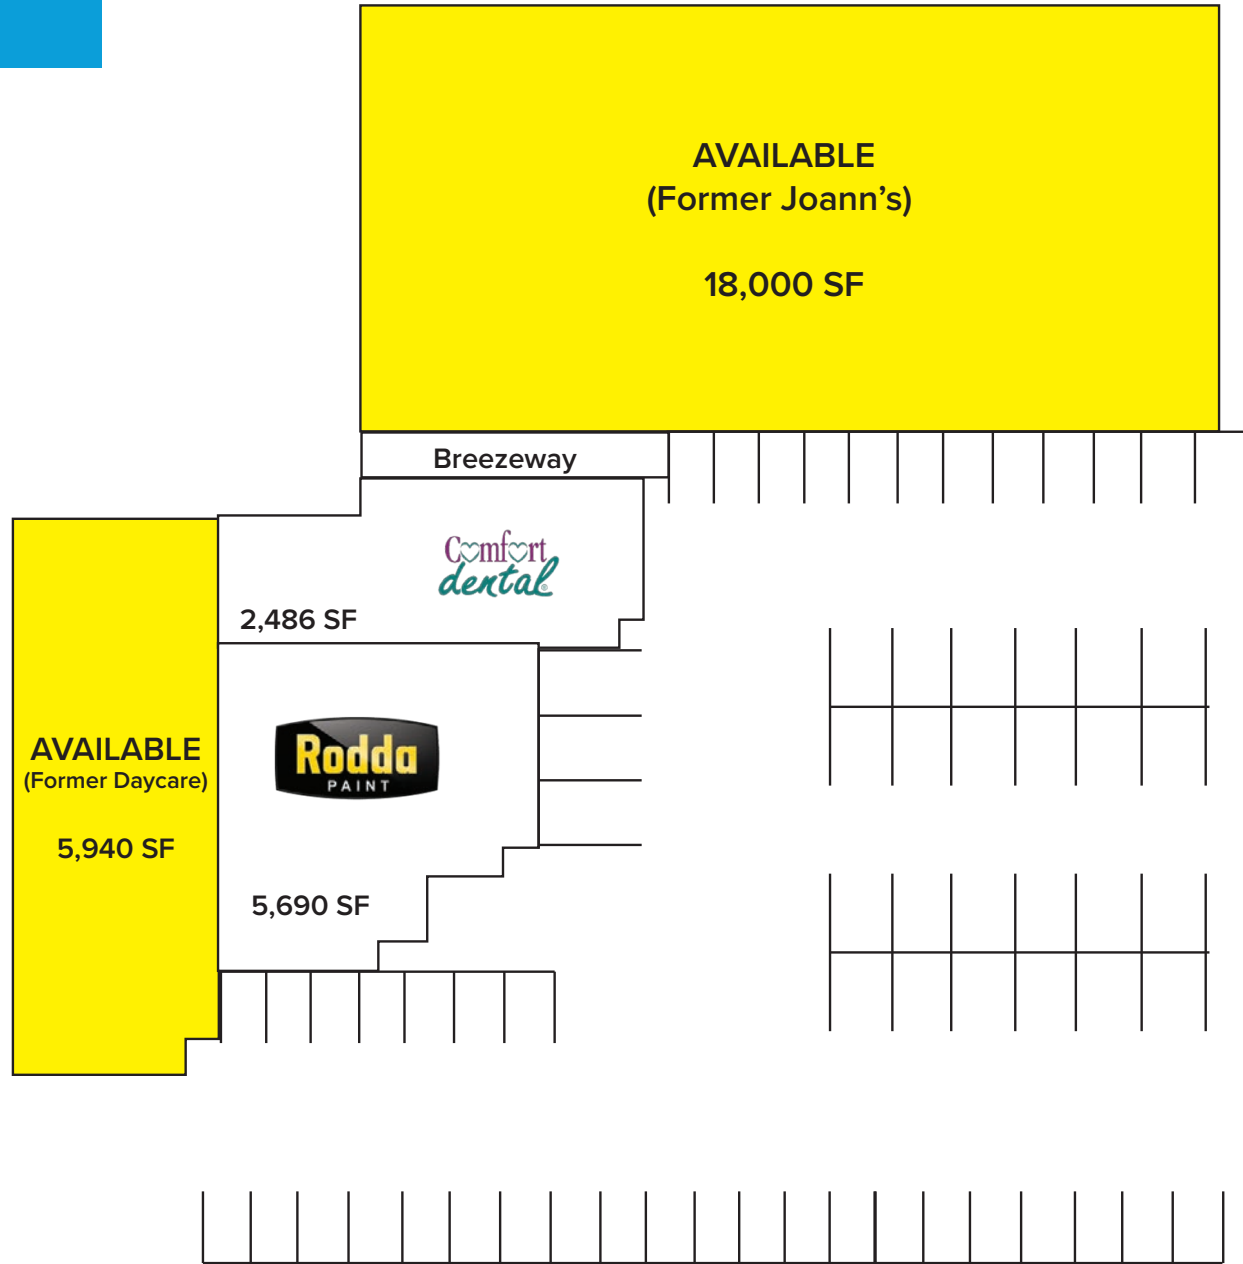 AVAILABLE
(Former Joann’s)
18,000 SF
Breezeway
Comfort
dental®
2,486 SF
Rodda
PAINT
AVAILABLE
(Former Daycare)
5,940 SF
5,690 SF